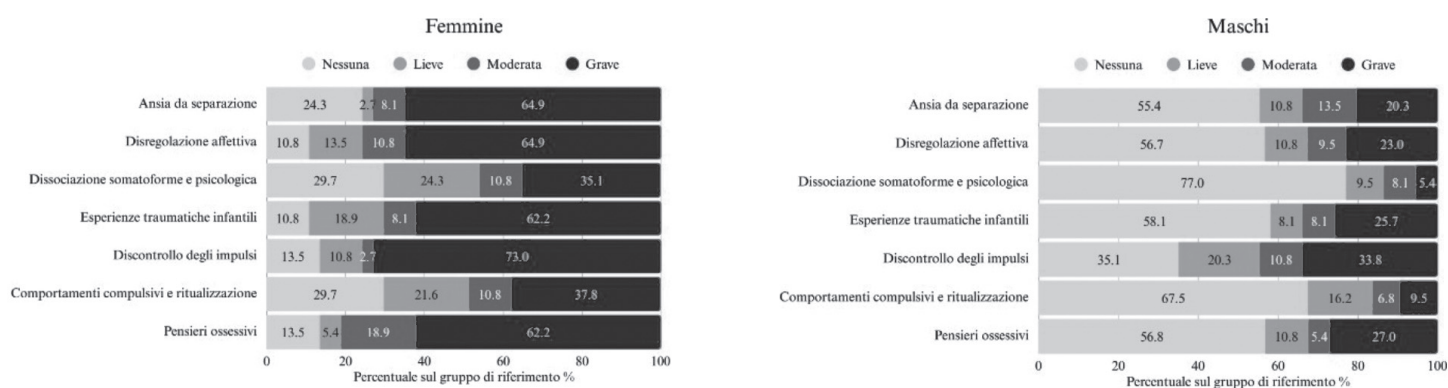 Femmine
Nessuna Lieve Moderata Grave
Ansia da separazione 24.3 2.7 8.1 64.9
Disregolazione affettiva 10.8 13.5 10.8 64.9
Dissociazione somatoforme e psicologica 29.7 24.3 10.8 35.1
Esperienze traumatiche infantili 10.8 18.9 8.1 62.2
Discontrollo degli impulsi 13.5 10.8 2.7 73.0
Comportamenti compulsivi e ritualizzazione 29.7 21.6 10.8 37.8
Pensieri ossessivi 13.5 5.4 18.9 62.2
0 20 40 60 80 100
Percentuale sul gruppo di riferimento %
Maschi
Nessuna Lieve Moderata Grave
Ansia da separazione 55.4 10.8 13.5 20.3
Disregolazione affettiva 56.7 10.8 9.5 23.0
Dissociazione somatoforme e psicologica 77.0 9.5 8.1 5.4
Esperienze traumatiche infantili 58.1 8.1 8.1 25.7
Discontrollo degli impulsi 35.1 20.3 10.8 33.8
Comportamenti compulsivi e ritualizzazione 67.5 16.2 6.8 9.5
Pensieri ossessivi 56.8 10.8 5.4 27.0
0 20 40 60 80 100
Percentuale sul gruppo di riferimento %